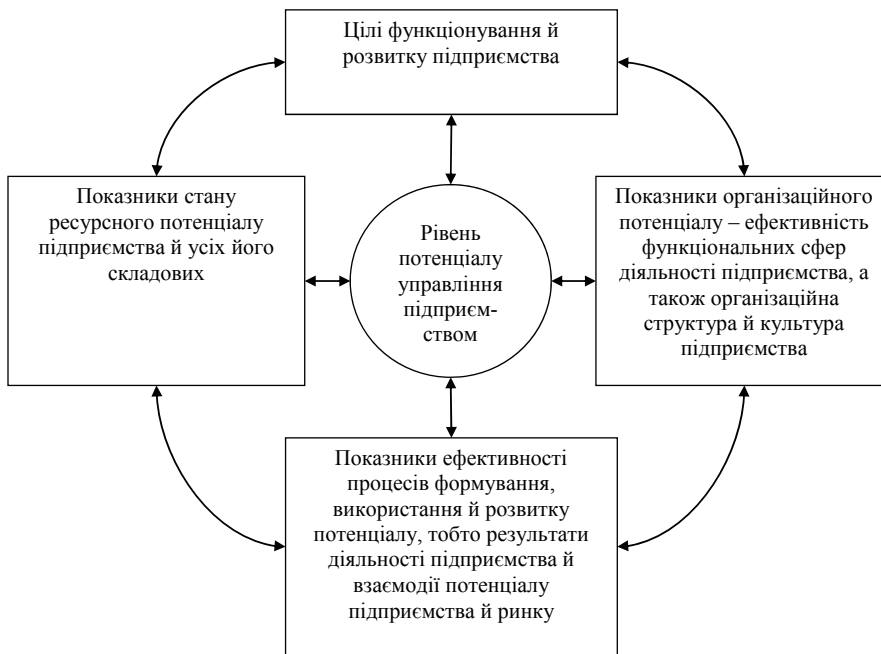 Цілі функціонування й
розвитку підприємства
Показники стану
ресурсного потенціалу
підприємства й усіх його
складових
Рівень
потенціалу
управління
підприєм-
ством
Показники організаційного
потенціалу – ефективність
функціональних сфер
діяльності підприємства, а
також організаційна
структура й культура
підприємства
Показники ефективності
процесів формування,
використання й розвитку
потенціалу, тобто результати
діяльності підприємства й
взаємодії потенціалу
підприємства й ринку